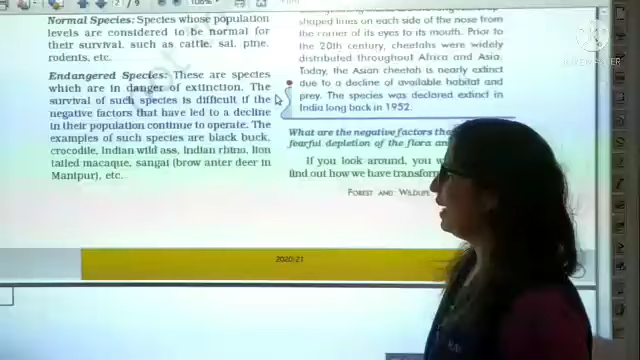 Normal Species: Species whose population
levels are considered to be normal for
their survival, such as cattle, sal, pine,
rodents, etc.
Endangered Species: These are species
which are in danger of extinction. The
survival of such species is difficult if the
negative factors that have led to a decline
in their population continue to operate. The
examples of such species are black buck,
crocodile, Indian wild ass, Indian rhino, lion
tailed macaque, sangai (brow anter deer in
Manipur), etc.
shaped lines on each side of the nose from
the corner of its eyes to its mouth. Prior to
the 20th century, cheetahs were widely
distributed throughout Africa and Asia.
Today, the Asian cheetah is nearly extinct
due to a decline of available habitat and
prey. The species was declared extinct in
India long back in 1952.
What are the negative factors tha
fearful depletion of the flora an
If you look around, you w
find out how we have transfor
FOREST AND WILDLIFE
2020-21